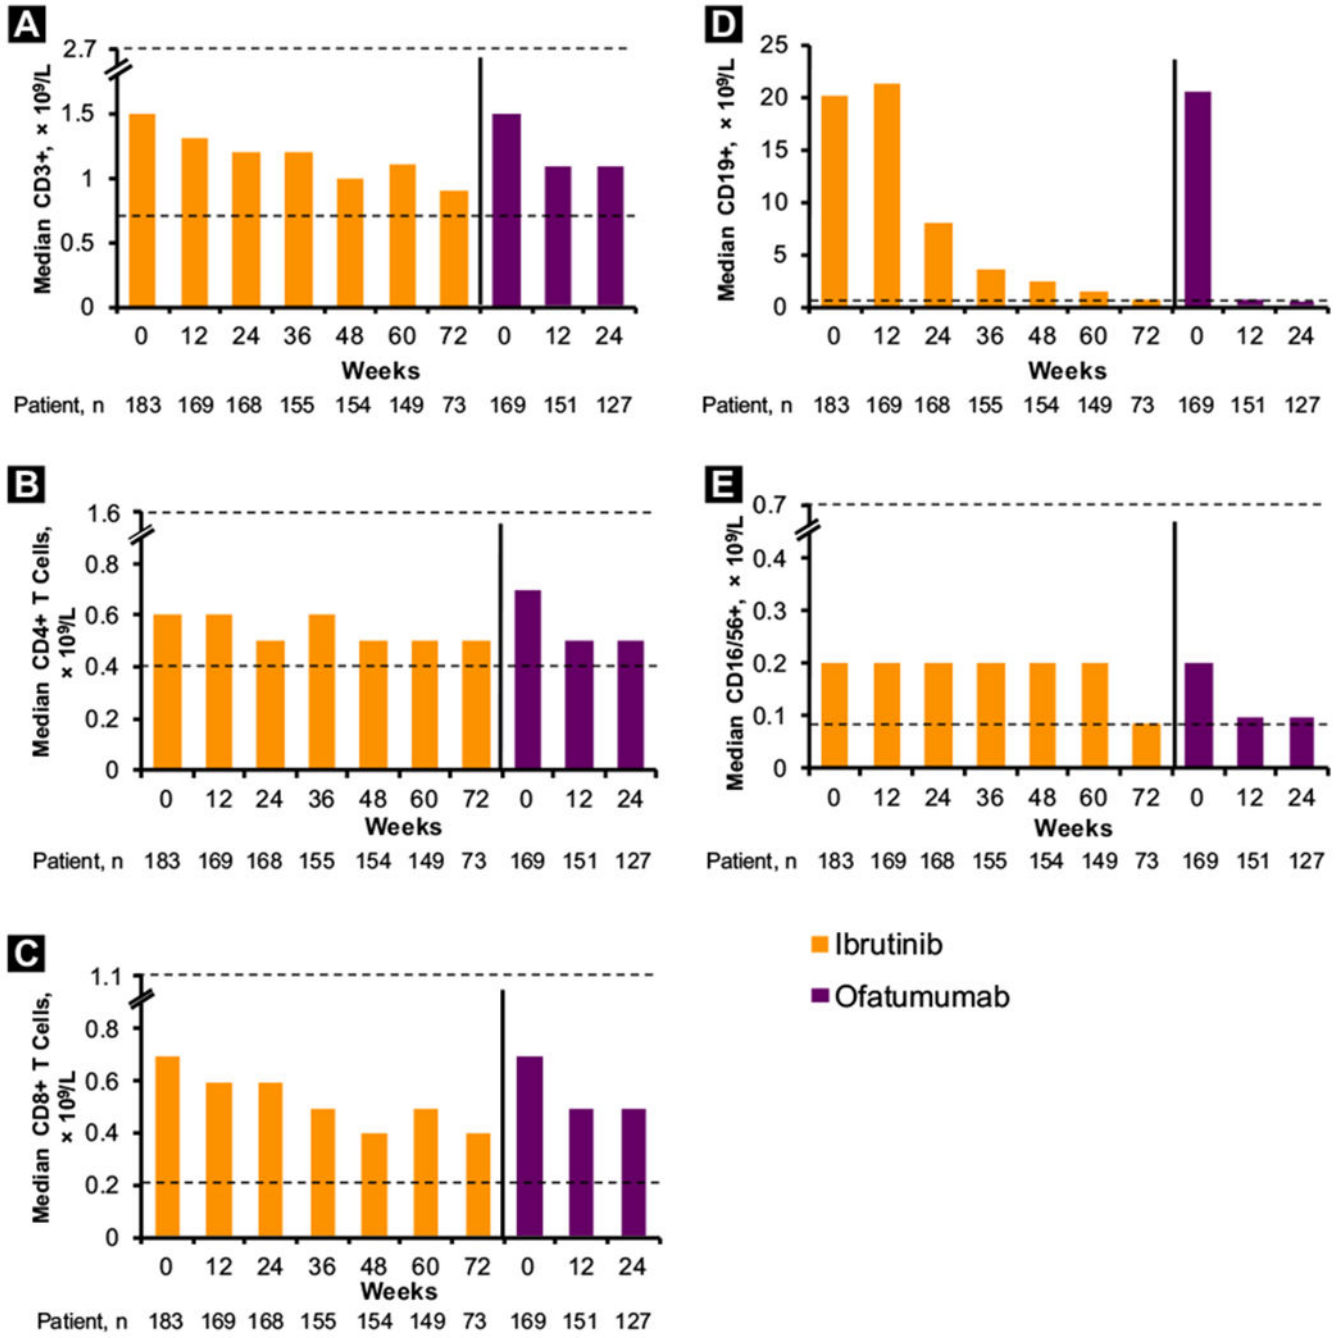 A
Median CD3+, × 10⁹/L
2.7
1.5
1
0.5
0
0 12 24 36 48 60 72 0 12 24
Weeks
Patient, n 183 169 168 155 154 149 73 169 151 127
D
Median CD19+, × 10⁹/L
25
20
15
10
5
0
0 12 24 36 48 60 72 0 12 24
Weeks
Patient, n 183 169 168 155 154 149 73 169 151 127
B
Median CD4+ T Cells,
× 10⁹/L
1.6
0.8
0.6
0.4
0.2
0
0 12 24 36 48 60 72 0 12 24
Weeks
Patient, n 183 169 168 155 154 149 73 169 151 127
E
Median CD16/56+, × 10⁹/L
0.7
0.4
0.3
0.2
0.1
0
0 12 24 36 48 60 72 0 12 24
Weeks
Patient, n 183 169 168 155 154 149 73 169 151 127
C
Median CD8+ T Cells,
× 10⁹/L
1.1
0.8
0.6
0.4
0.2
0
0 12 24 36 48 60 72 0 12 24
Weeks
Patient, n 183 169 168 155 154 149 73 169 151 127
Ibrutinib
Ofatumumab